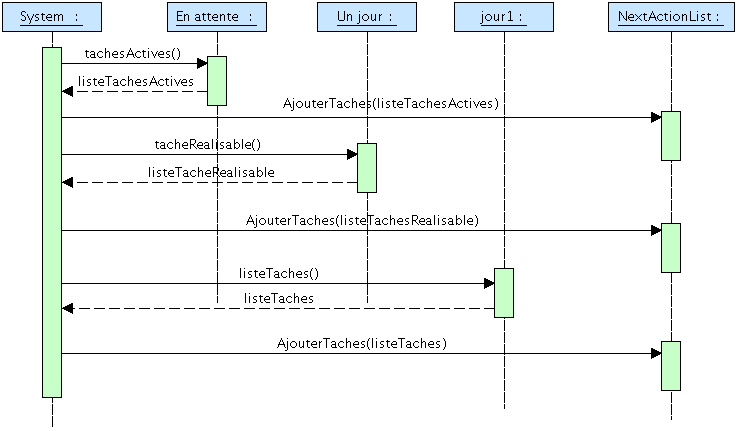 System :
En attente :
Un jour :
jour1 :
NextActionList :
tachesActives()
listeTachesActives
AjouterTaches(listeTachesActives)
tacheRealisable()
listeTacheRealisable
AjouterTaches(listeTachesRealisable)
listeTaches()
listeTaches
AjouterTaches(listeTaches)